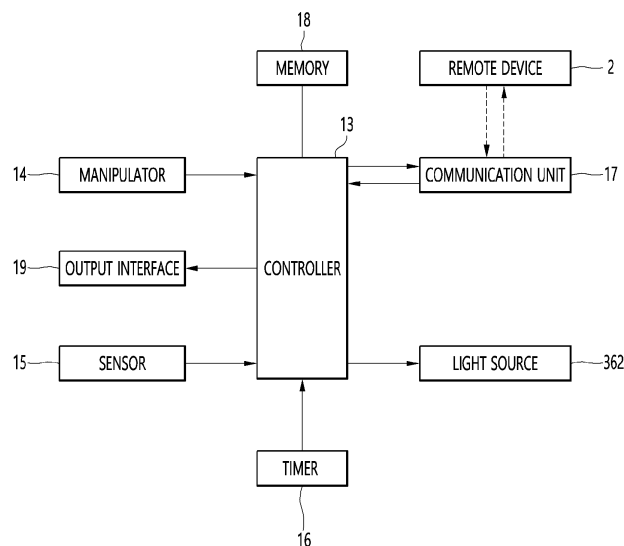 18
MEMORY
REMOTE DEVICE
2
13
14
MANIPULATOR
COMMUNICATION UNIT
17
19
OUTPUT INTERFACE
CONTROLLER
15
SENSOR
LIGHT SOURCE
362
TIMER
16